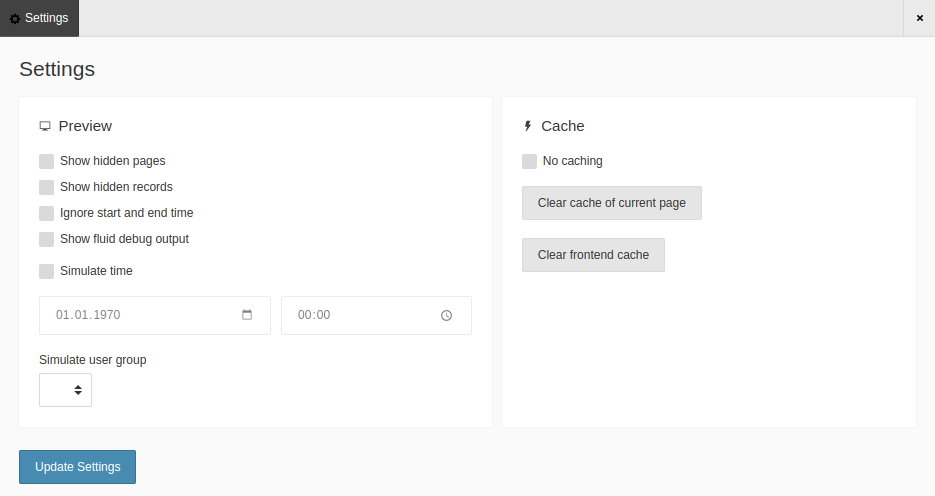 Settings
Settings
Preview
Show hidden pages
Show hidden records
Ignore start and end time
Show fluid debug output
Simulate time
01.01.1970
00:00
Simulate user group
Cache
No caching
Clear cache of current page
Clear frontend cache
Update Settings